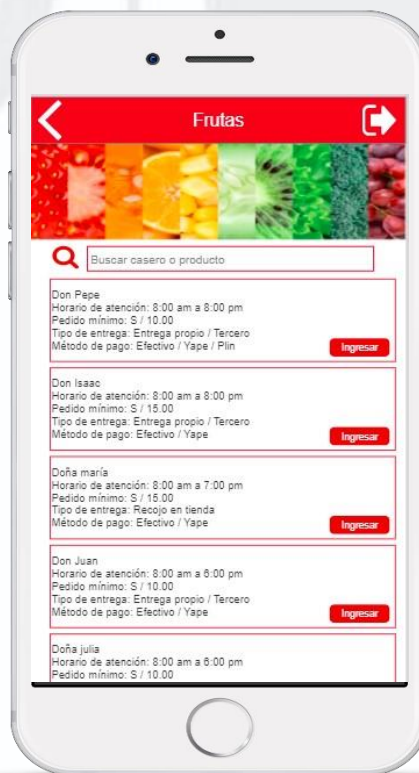 Frutas
Buscar casero o producto
Don Pepe
Horario de atención: 8:00 am a 8:00 pm
Pedido mínimo: S / 10.00
Tipo de entrega: Entrega propio / Tercero
Método de pago: Efectivo / Yape / Plin
Ingresar
Don Isaac
Horario de atención: 8:00 am a 8:00 pm
Pedido mínimo: S / 15.00
Tipo de entrega: Entrega propio / Tercero
Método de pago: Efectivo / Yape
Ingresar
Doña maría
Horario de atención: 8:00 am a 7:00 pm
Pedido mínimo: S / 15.00
Tipo de entrega: Recojo en tienda
Método de pago: Efectivo / Yape
Ingresar
Don Juan
Horario de atención: 8:00 am a 6:00 pm
Pedido mínimo: S / 10.00
Tipo de entrega: Entrega propio / Tercero
Método de pago: Efectivo / Yape
Ingresar
Doña julia
Horario de atención: 8:00 am a 6:00 pm
Pedido mínimo: S / 10.00